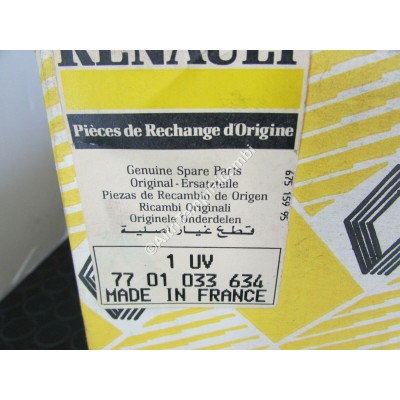 RENAULT
Pièces de Rechange d'Origine
Genuine Spare Parts
Original-Ersatzteile
Piezas de Recambio de Origen
Ricambi Originali
Originele Onderdelen
قطع غيار اصلية
675 159 95
1 UV
77 01 033 634
MADE IN FRANCE